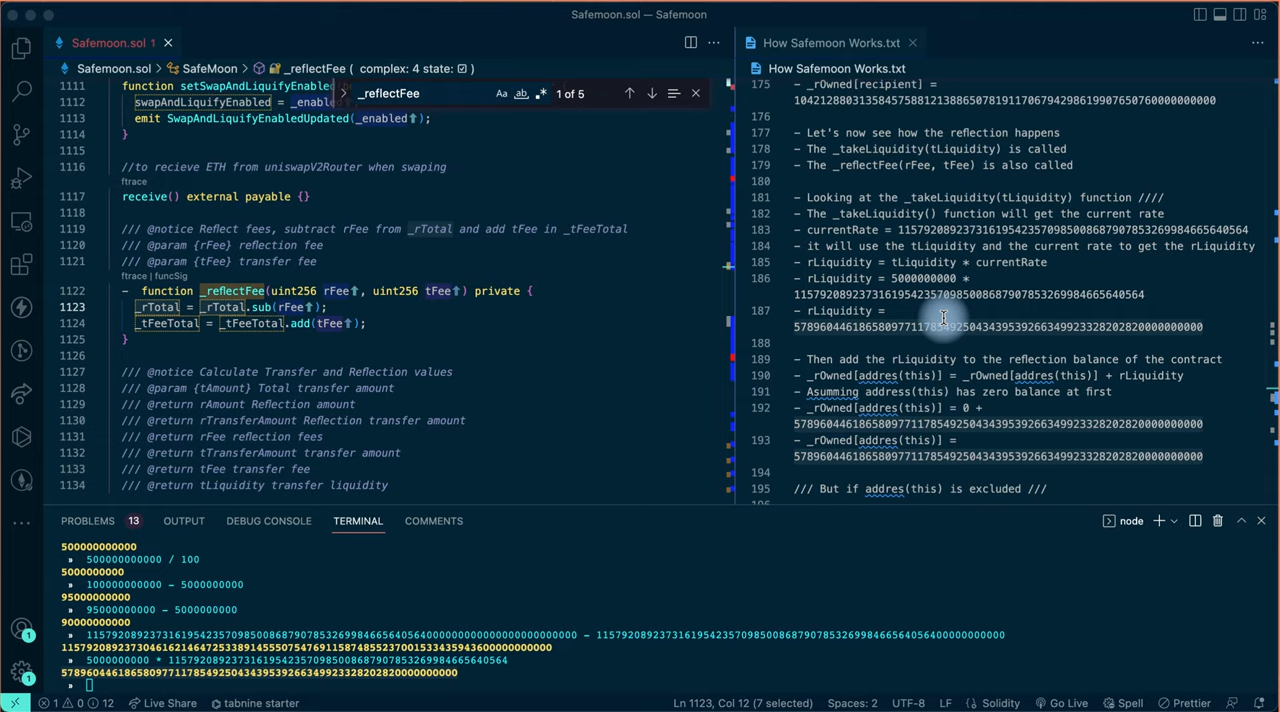 Safemoon.sol — Safemoon
Safemoon.sol 1
How Safemoon Works.txt
Safemoon.sol > SafeMoon > _reflectFee ( complex: 4 state: ☑ )
How Safemoon Works.txt
_reflectFee
Aa ab 1 of 5
1111 function setSwapAndLiquifyEnabled
1112 swapAndLiquifyEnabled = _enabled
1113 emit SwapAndLiquifyEnabledUpdated(_enabled⬆);
1114 }
1115
1116 //to recieve ETH from uniswapV2Router when swaping
ftrace
1117 receive() external payable {}
1118
1119 /// @notice Reflect fees, subtract rFee from _rTotal and add tFee in _tFeeTotal
1120 /// @param {rFee} reflection fee
1121 /// @param {tFee} transfer fee
ftrace | funcSig
1122 - function _reflectFee(uint256 rFee⬆, uint256 tFee⬆) private {
1123 _rTotal = _rTotal.sub(rFee⬆);
1124 _tFeeTotal = _tFeeTotal.add(tFee⬆);
1125 }
1126
1127 /// @notice Calculate Transfer and Reflection values
1128 /// @param {tAmount} Total transfer amount
1129 /// @return rAmount Reflection amount
1130 /// @return rTransferAmount Reflection transfer amount
1131 /// @return rFee reflection fees
1132 /// @return tTransferAmount transfer amount
1133 /// @return tFee transfer fee
1134 /// @return tLiquidity transfer liquidity
175 - _rOwned[recipient] =
104212880313584575881213886507819117067942986199076507600000000000
176
177 - Let's now see how the reflection happens
178 - The _takeLiquidity(tLiquidity) is called
179 - The _reflectFee(rFee, tFee) is also called
180
181 - Looking at the _takeLiquidity(tLiquidity) function ////
182 - The _takeLiquidity() function will get the current rate
183 - currentRate = 1157920892373161954235709850086879078532699846656405640564
184 - it will use the tLiquidity and the current rate to get the rLiquidity
185 - rLiquidity = tLiquidity * currentRate
186 - rLiquidity = 5000000000 *
1157920892373161954235709850086879078532699846656405640564
187 - rLiquidity =
5789604461865809771178549250434395392663499233282028200000000000
188
189 - Then add the rLiquidity to the reflection balance of the contract
190 - _rOwned[addres(this)] = _rOwned[addres(this)] + rLiquidity
191 - Asumming address(this) has zero balance at first
192 - _rOwned[addres(this)] = 0 +
5789604461865809771178549250434395392663499233282028200000000000
193 - _rOwned[addres(this)] =
5789604461865809771178549250434395392663499233282028200000000000
194
195 /// But if addres(this) is excluded ///
PROBLEMS 13 OUTPUT DEBUG CONSOLE TERMINAL COMMENTS
node
500000000000
» 500000000000 / 100
5000000000
» 100000000000 - 5000000000
95000000000
» 95000000000 - 5000000000
90000000000
5000000000 * 1157920892373161954235709850086879078532699846656405640564
»
1 0 12 Live Share tabnine starter
Ln 1123, Col 12 (7 selected) Spaces: 2 UTF-8 LF Solidity Go Live Spell Prettier
1
1